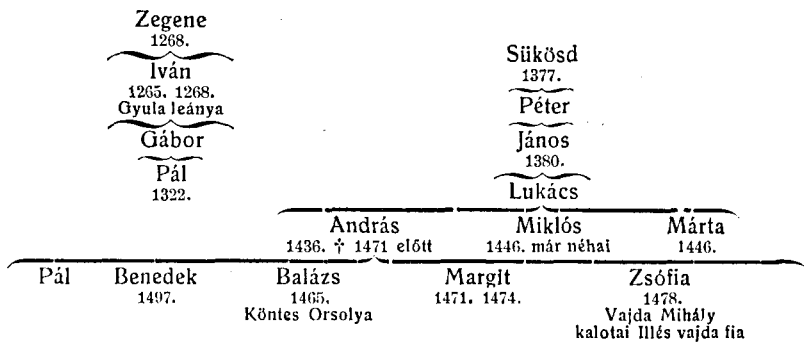 Zegene
1268.
Iván
1265, 1268.
Gyula leánya
Gábor
Pál
1322.
Sükösd
1377.
Péter
János
1380.
Lukács
András Miklós Márta
1436. † 1471 előtt 1446. már néhai 1446.
Pál Benedek Balázs Margit Zsófia
1497. 1465. 1471, 1474. 1478.
Köntes Orsolya Vajda Mihály
kalotai Illés vajda fia